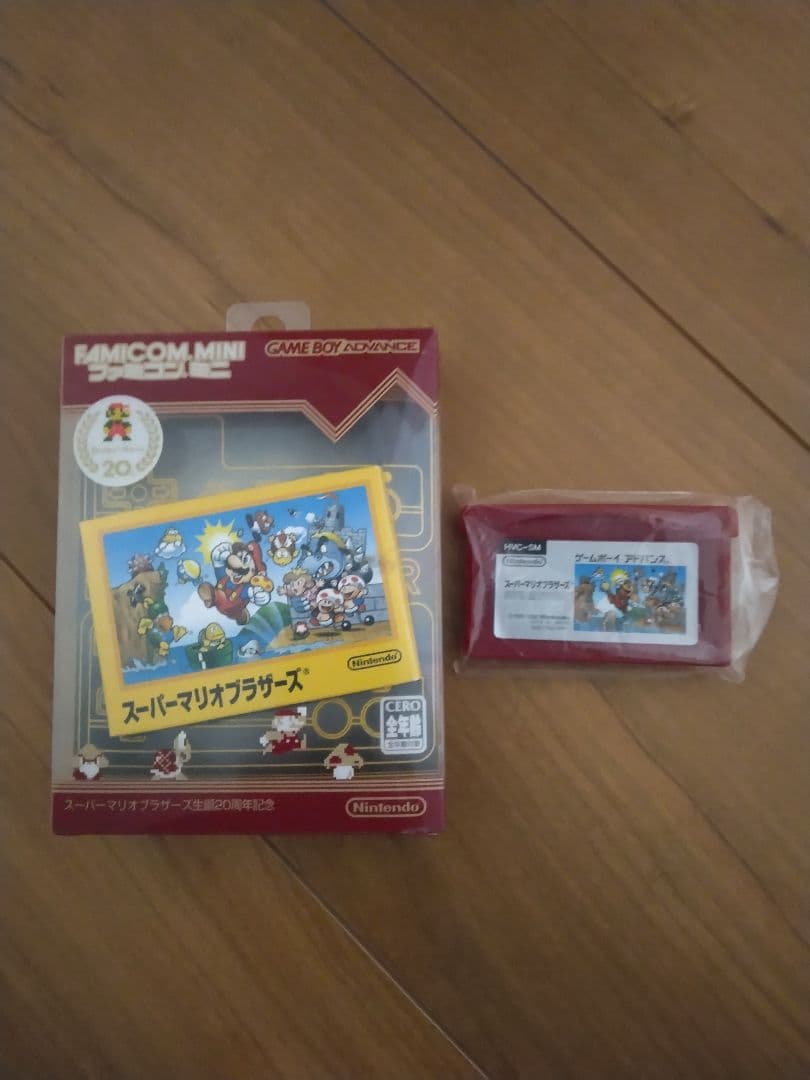 FAMICOM MINI
ファミコンミニ
GAME BOY ADVANCE
20
スーパーマリオブラザーズ®
Nintendo
CERO
全年齢
スーパーマリオブラザーズ生誕20周年記念
Nintendo
HVC-SM
ゲームボーイ アドバンス
Nintendo
スーパーマリオブラザーズ